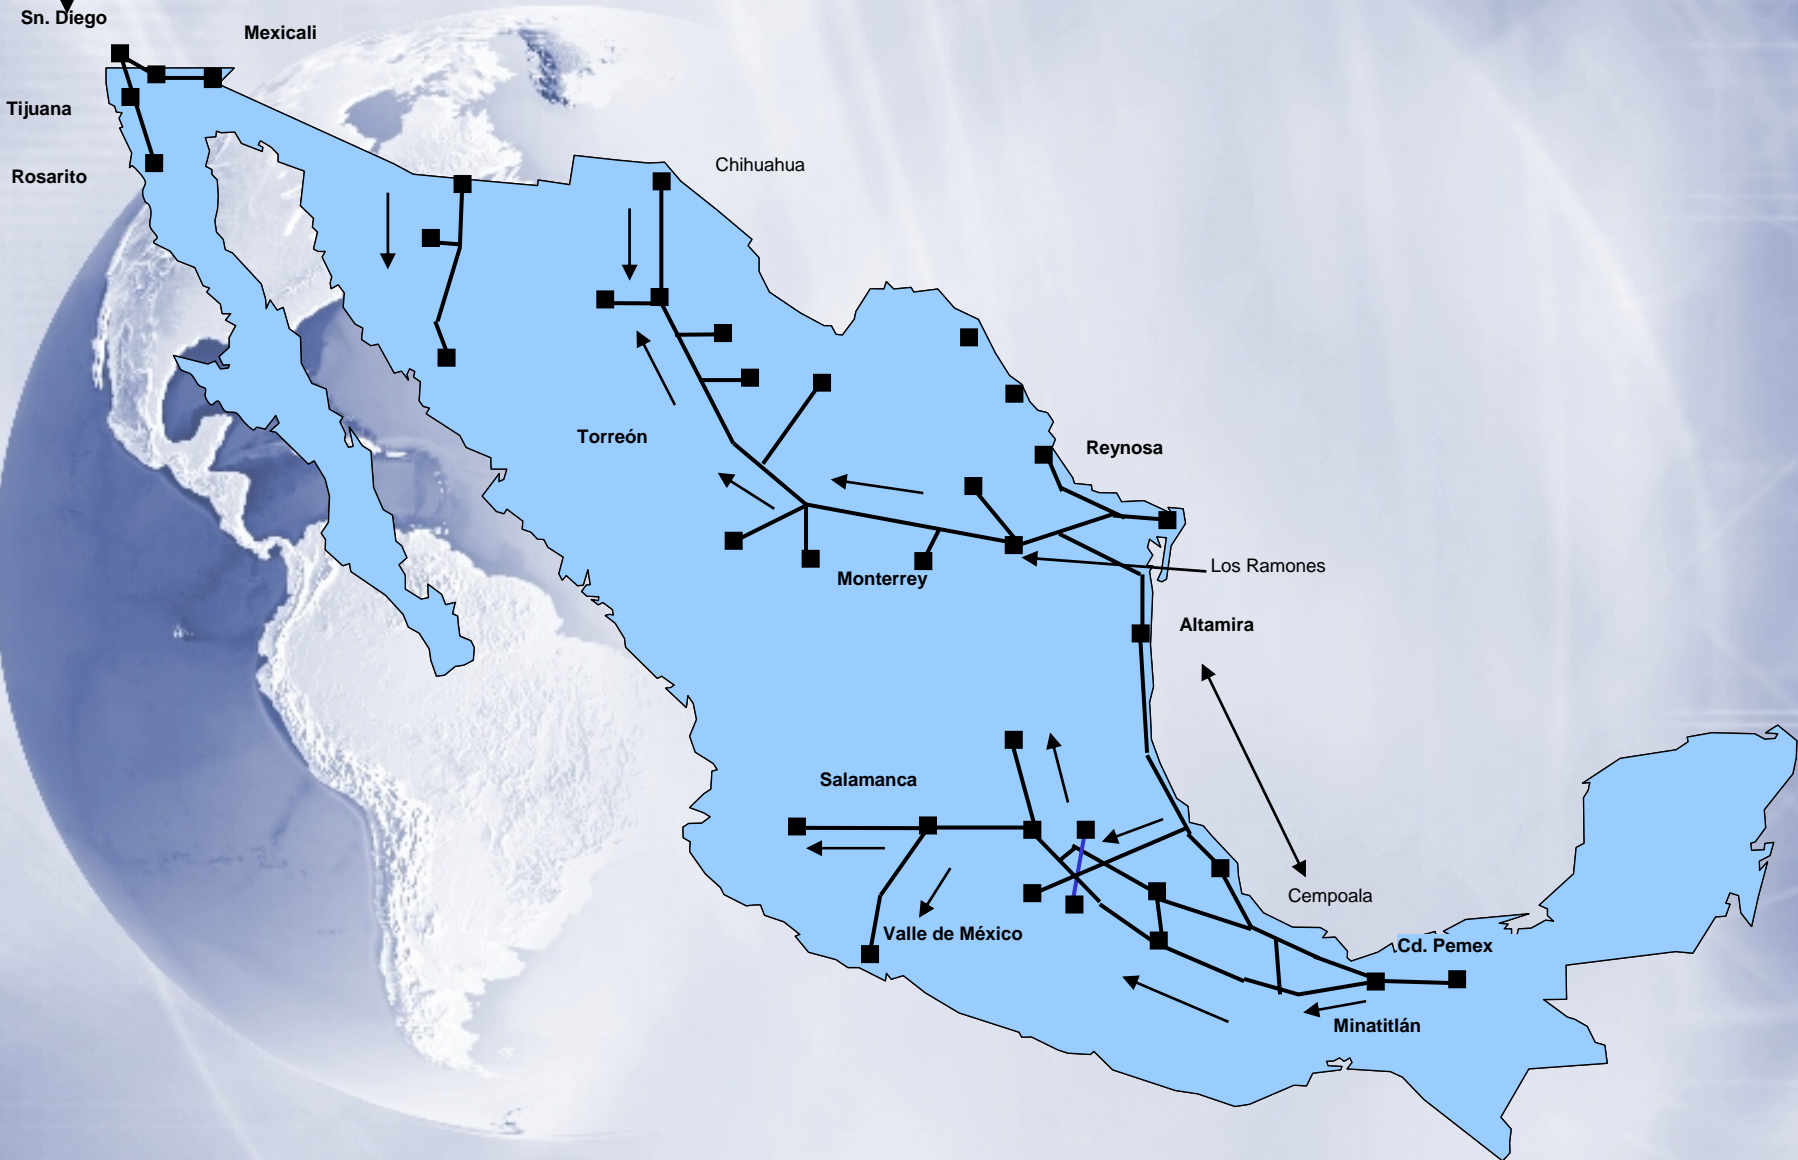 Sn. Diego
Mexicali
Tijuana
Rosarito
Chihuahua
Torreón
Reynosa
Monterrey
Los Ramones
Altamira
Salamanca
Cempoala
Valle de México
Cd. Pemex
Minatitlán